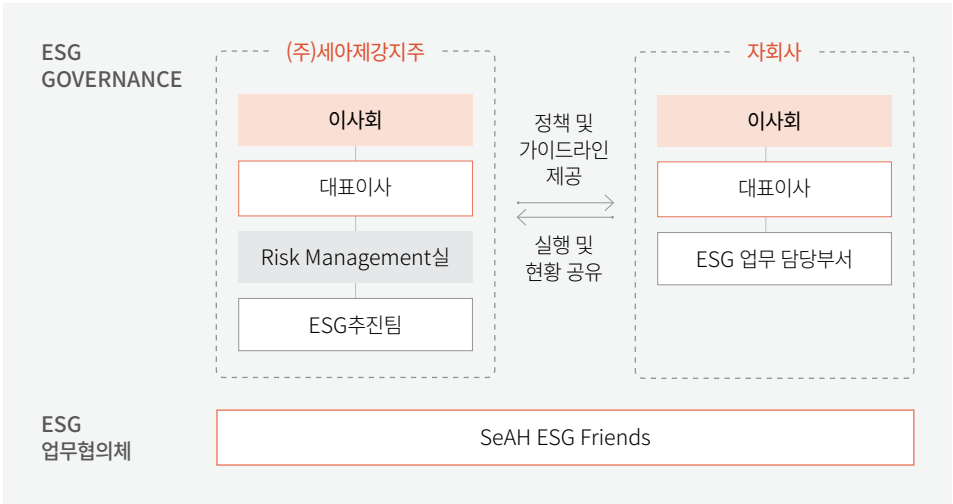 ESG
GOVERNANCE
(주)세아제강지주
이사회
대표이사
Risk Management실
ESG추진팀
정책 및
가이드라인
제공
실행 및
현황 공유
자회사
이사회
대표이사
ESG 업무 담당부서
ESG
업무협의체
SeAH ESG Friends